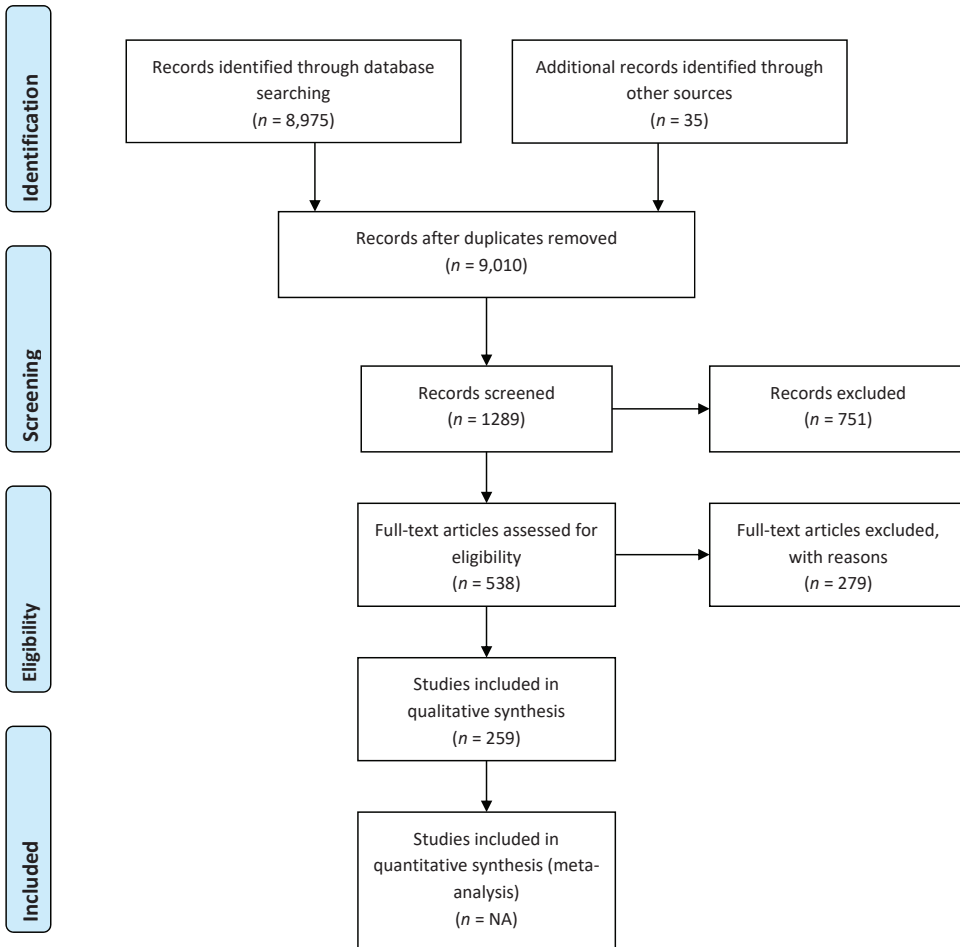 Identification
Records identified through database
searching
(n = 8,975)
Additional records identified through
other sources
(n = 35)
Records after duplicates removed
(n = 9,010)
Screening
Records screened
(n = 1289)
Records excluded
(n = 751)
Eligibility
Full-text articles assessed for
eligibility
(n = 538)
Full-text articles excluded,
with reasons
(n = 279)
Studies included in
qualitative synthesis
(n = 259)
Included
Studies included in
quantitative synthesis (meta-
analysis)
(n = NA)